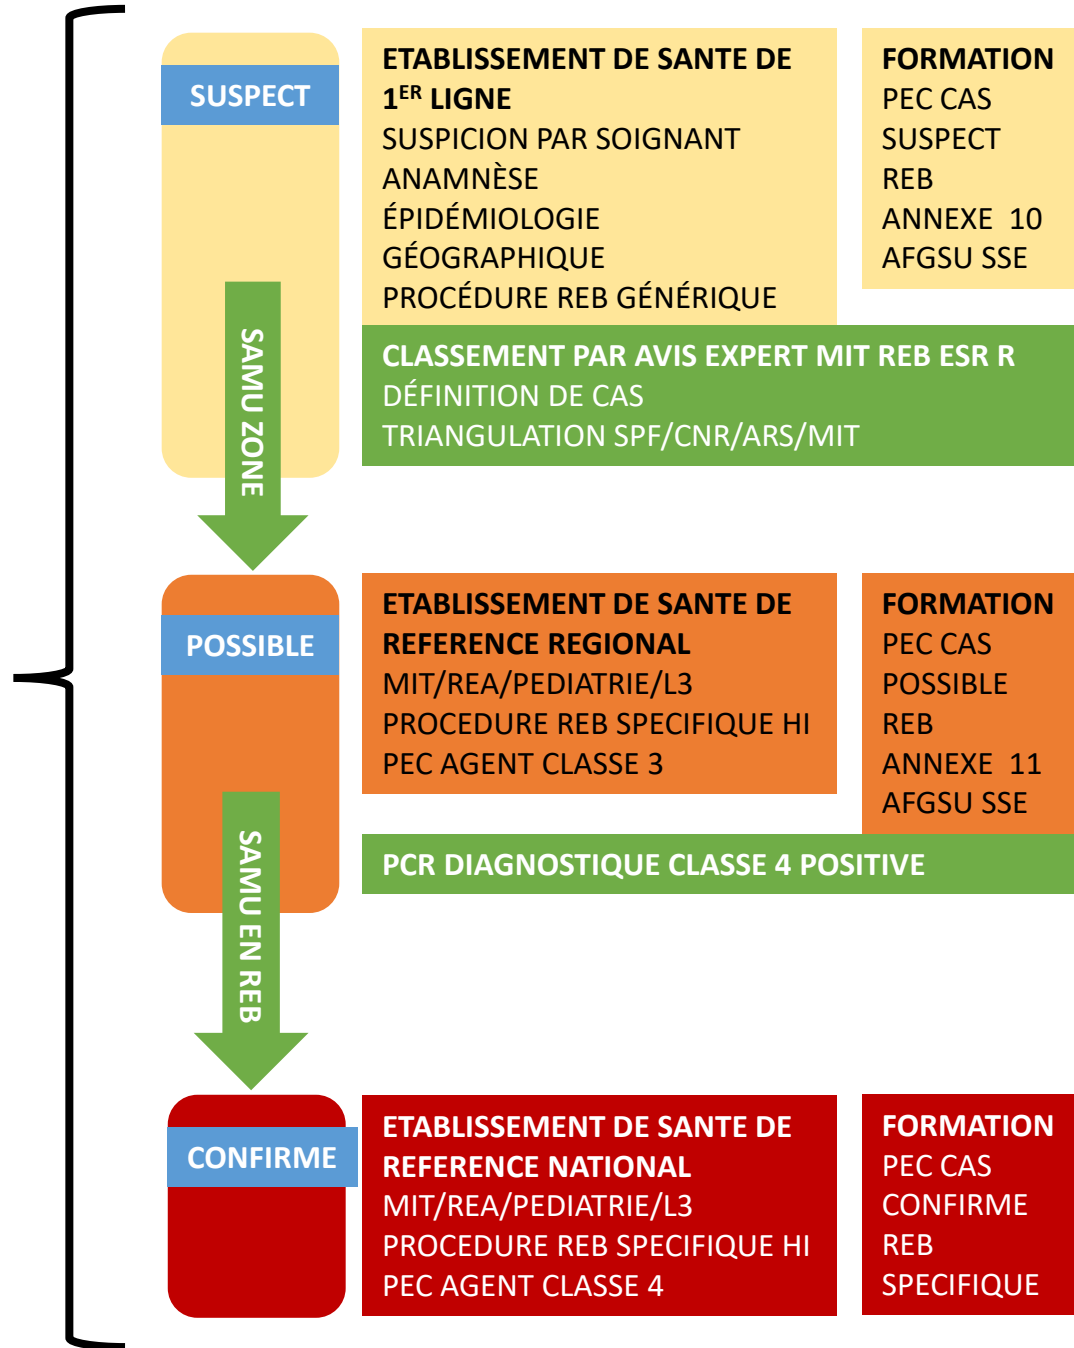 SUSPECT
ETABLISSEMENT DE SANTE DE
1ER LIGNE
SUSPICION PAR SOIGNANT
ANAMNÈSE
ÉPIDÉMIOLOGIE
GÉOGRAPHIQUE
PROCÉDURE REB GÉNÉRIQUE
FORMATION
PEC CAS
SUSPECT
REB
ANNEXE 10
AFGSU SSE
SAMU ZONE
CLASSEMENT PAR AVIS EXPERT MIT REB ESR R
DÉFINITION DE CAS
TRIANGULATION SPF/CNR/ARS/MIT
POSSIBLE
ETABLISSEMENT DE SANTE DE
REFERENCE REGIONAL
MIT/REA/PEDIATRIE/L3
PROCEDURE REB SPECIFIQUE HI
PEC AGENT CLASSE 3
FORMATION
PEC CAS
POSSIBLE
REB
ANNEXE 11
AFGSU SSE
SAMU EN REB
PCR DIAGNOSTIQUE CLASSE 4 POSITIVE
CONFIRME
ETABLISSEMENT DE SANTE DE
REFERENCE NATIONAL
MIT/REA/PEDIATRIE/L3
PROCEDURE REB SPECIFIQUE HI
PEC AGENT CLASSE 4
FORMATION
PEC CAS
CONFIRME
REB
SPECIFIQUE